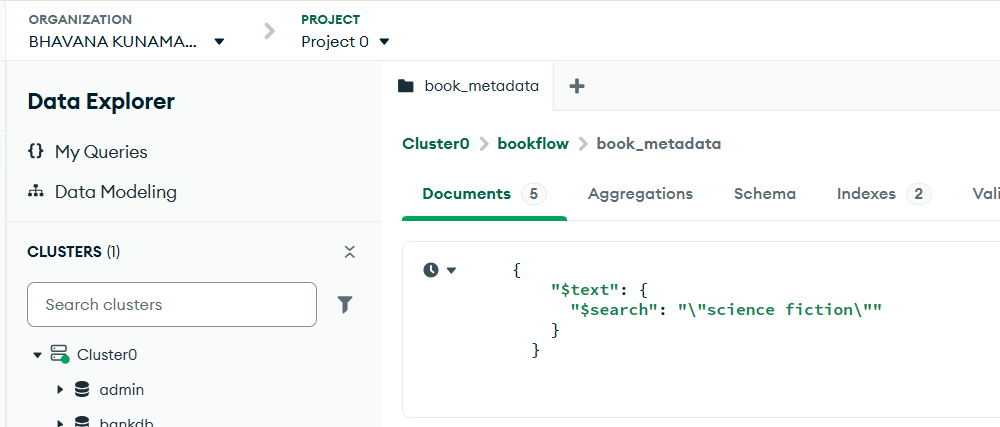 ORGANIZATION
BHAVANA KUNAMA...
PROJECT
Project 0
Data Explorer
{} My Queries
Data Modeling
CLUSTERS (1)
Search clusters
Cluster0
admin
bankdb
book_metadata
Cluster0 > bookflow > book_metadata
Documents 5 Aggregations Schema Indexes 2 Vali
{
"$text": {
"$search": "\"science fiction\""
}
}